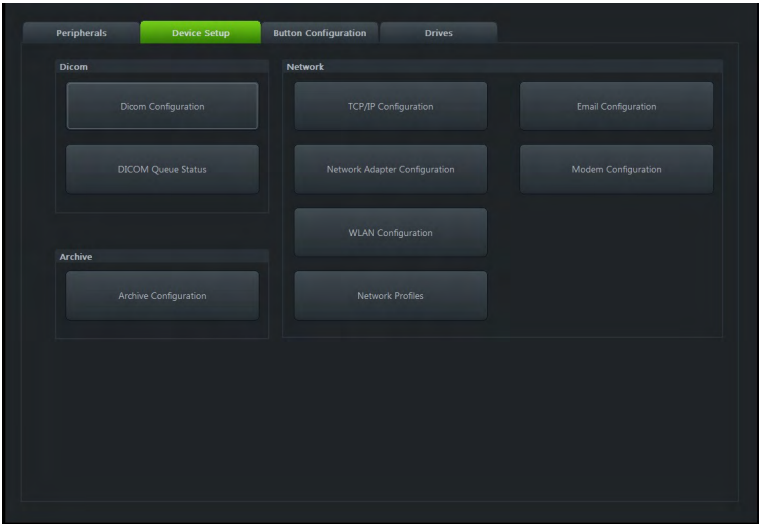 Peripherals
Device Setup
Button Configuration
Drives
Dicom
Dicom Configuration
DICOM Queue Status
Archive
Archive Configuration
Network
TCP/IP Configuration
Email Configuration
Network Adapter Configuration
Modem Configuration
WLAN Configuration
Network Profiles